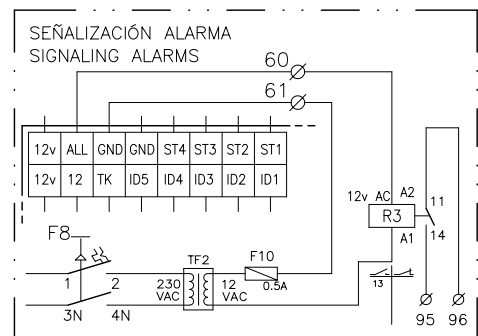 SEÑALIZACIÓN ALARMA
SIGNALING ALARMS
60
61
12v ALL GND GND ST4 ST3 ST2 ST1
12v 12 TK ID5 ID4 ID3 ID2 ID1
12v AC A2
R3
A1
11
14
13
F8
1 2
3N 4N
TF2
230 VAC
12 VAC
F10
0.5A
95 96